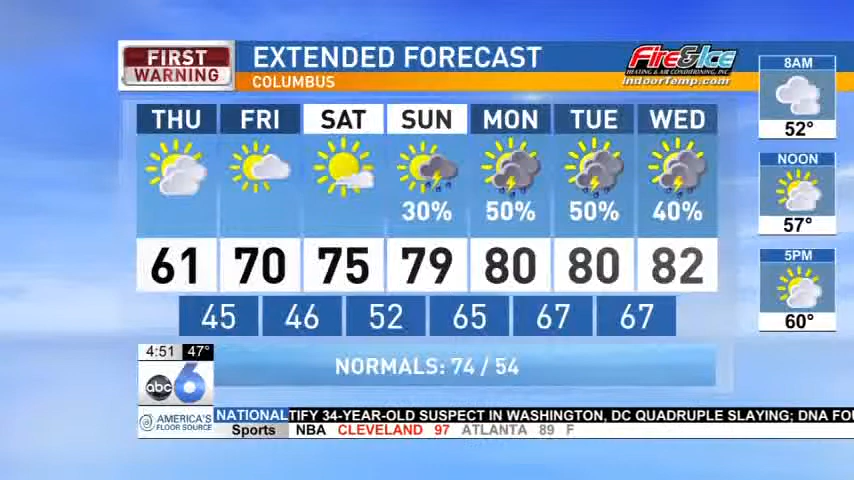 FIRST
WARNING
EXTENDED FORECAST
COLUMBUS
Fire & Ice
HEATING & AIR CONDITIONING, INC
IndoorTemp.com
THU FRI SAT SUN MON TUE WED
30% 50% 50% 40%
61 70 75 79 80 80 82
45 46 52 65 67 67
NORMALS: 74 / 54
8AM
52°
NOON
57°
5PM
60°
4:51 47°
abc 6
AMERICA'S
FLOOR SOURCE
NATIONAL TIFY 34-YEAR-OLD SUSPECT IN WASHINGTON, DC QUADRUPLE SLAYING; DNA FOU
Sports NBA CLEVELAND 97 ATLANTA 89 F